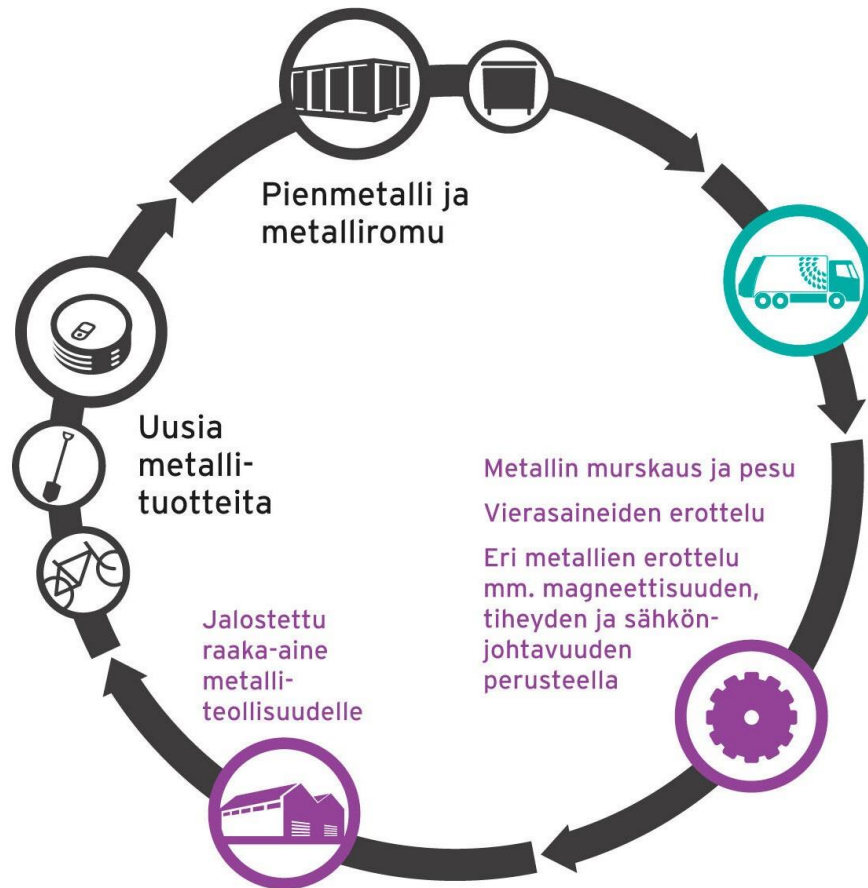 Pienmetalli ja
metalliromu
Uusia
metalli-
tuotteita
Metallin murskaus ja pesu
Vierasaineiden erottelu
Eri metallien erottelu
mm. magneettisuuden,
tiheyden ja sähkön-
johtavuuden
perusteella
Jalostettu
raaka-aine
metalli-
teollisuudelle